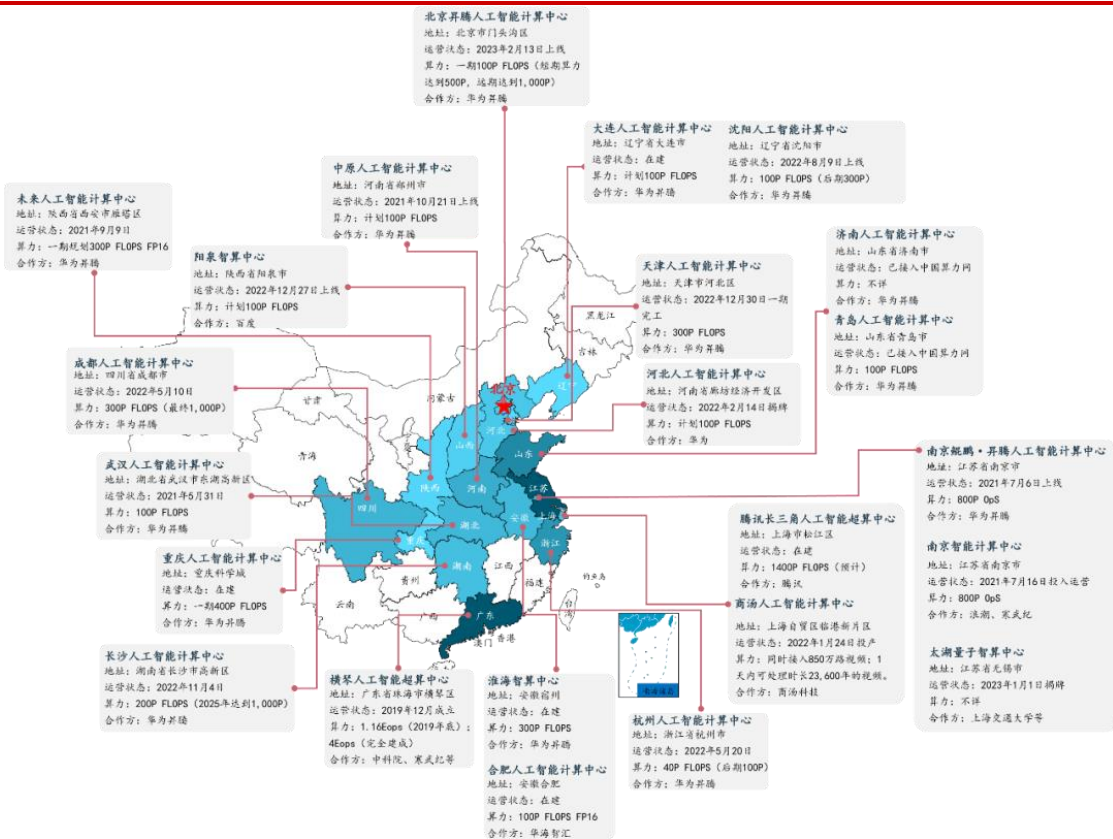 北京昇腾人工智能计算中心
地址：北京市门头沟区
运营状态：2023年2月13日上线
算力：一期100P FLOPS（短期算力
达到500P，远期达到1,000P）
合作方：华为昇腾
大连人工智能计算中心
地址：辽宁省大连市
运营状态：在建
算力：计划100P FLOPS
合作方：华为昇腾
沈阳人工智能计算中心
地址：辽宁省沈阳市
运营状态：2022年8月9日上线
算力：100P FLOPS（后期300P）
合作方：华为昇腾
中原人工智能计算中心
地址：河南省郑州市
运营状态：2021年10月21日上线
算力：计划100P FLOPS
合作方：华为昇腾
未来人工智能计算中心
地址：陕西省西安市雁塔区
运营状态：2021年9月9日
算力：一期规划300P FLOPS FP16
合作方：华为昇腾
阳泉智算中心
地址：陕西省阳泉市
运营状态：2022年12月27日上线
算力：计划100P FLOPS
合作方：百度
济南人工智能计算中心
地址：山东省济南市
运营状态：已接入中国算力网
算力：不详
合作方：华为昇腾
青岛人工智能计算中心
地址：山东省青岛市
运营状态：已接入中国算力网
算力：100P FLOPS
合作方：华为昇腾
天津人工智能计算中心
地址：天津市河北区
运营状态：2022年12月30日一期
完工
算力：300P FLOPS
合作方：华为昇腾
成都人工智能计算中心
地址：四川省成都市
运营状态：2022年5月10日
算力：300P FLOPS（最终1,000P）
合作方：华为昇腾
河北人工智能计算中心
地址：河南省廊坊经济开发区
运营状态：2022年2月14日揭牌
算力：计划100P FLOPS
合作方：华为
武汉人工智能计算中心
地址：湖北省武汉市东湖高新区
运营状态：2021年5月31日
算力：100P FLOPS
合作方：华为昇腾
南京鲲鹏·昇腾人工智能计算中心
地址：江苏省南京市
运营状态：2021年7月6日上线
算力：800P OpS
合作方：华为昇腾
南京智能计算中心
地址：江苏省南京市
运营状态：2021年7月16日投入运营
算力：800P OpS
合作方：浪潮、寒武纪
太湖量子智算中心
地址：江苏省无锡市
运营状态：2023年1月1日揭牌
算力：不详
合作方：上海交通大学等
腾讯长三角人工智能超算中心
地址：上海市松江区
运营状态：在建
算力：1400P FLOPS（预计）
合作方：腾讯
商汤人工智能计算中心
地址：上海自贸区临港新片区
运营状态：2022年1月24日投产
算力：同时接入850万路视频；1
天内可处理时长23,600年的视频。
合作方：商汤科技
重庆人工智能计算中心
地址：重庆科学城
运营状态：在建
算力：一期400P FLOPS
合作方：华为昇腾
长沙人工智能计算中心
地址：湖南省长沙市高新区
运营状态：2022年11月4日
算力：200P FLOPS（2025年达到1,000P）
合作方：华为昇腾
横琴人工智能超算中心
地址：广东省珠海市横琴区
运营状态：2019年12月成立
算力：1.16Eops（2019年底）；
4Eops（完全建成）
合作方：中科院、寒武纪等
淮海智算中心
地址：安徽宿州
运营状态：在建
算力：300P FLOPS
合作方：华为昇腾
合肥人工智能计算中心
地址：安徽合肥
运营状态：在建
算力：100P FLOPS FP16
合作方：华海智汇
杭州人工智能计算中心
地址：浙江省杭州市
运营状态：2022年5月20日
算力：40P FLOPS（后期100P）
合作方：华为昇腾
黑龙江
吉林
辽宁
内蒙古
北京
甘肃
河北
山西
山东
青海
陕西
河南
江苏
四川
安徽
上海
湖北
重庆
浙江
湖南
江西
贵州
福建
云南
广西
广东
台湾
香港
澳门
钓鱼岛